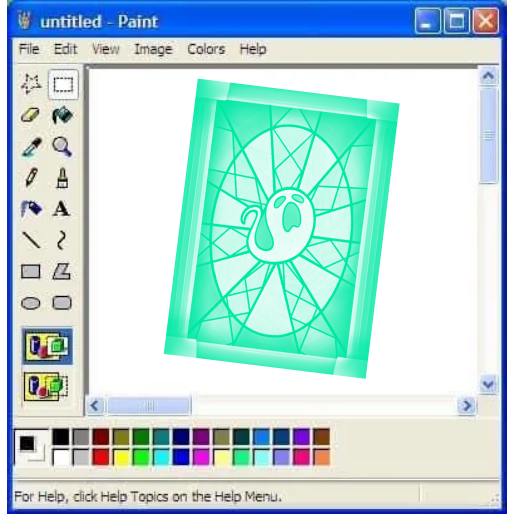 untitled - Paint
File Edit View Image Colors Help
A
For Help, click Help Topics on the Help Menu.